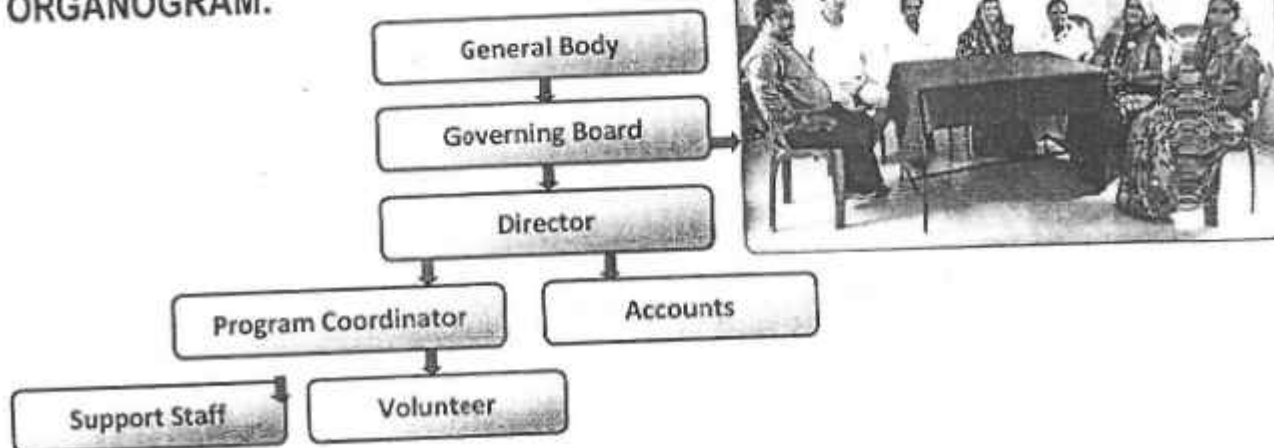 ORGANOGRAM:
General Body
Governing Board
Director
Program Coordinator
Accounts
Support Staff
Volunteer